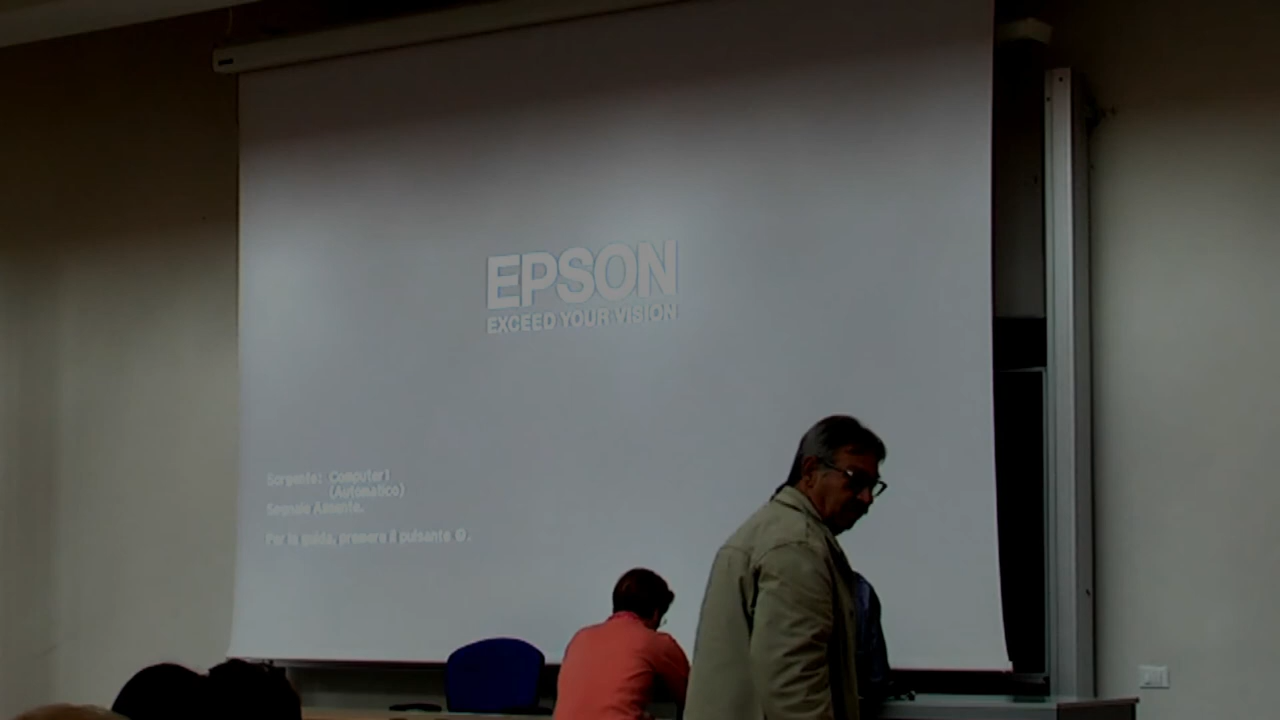 EPSON
EXCEED YOUR VISION
Sorgente: Computer1
(Automatico)
Segnale Assente.
Per la guida, premere il pulsante